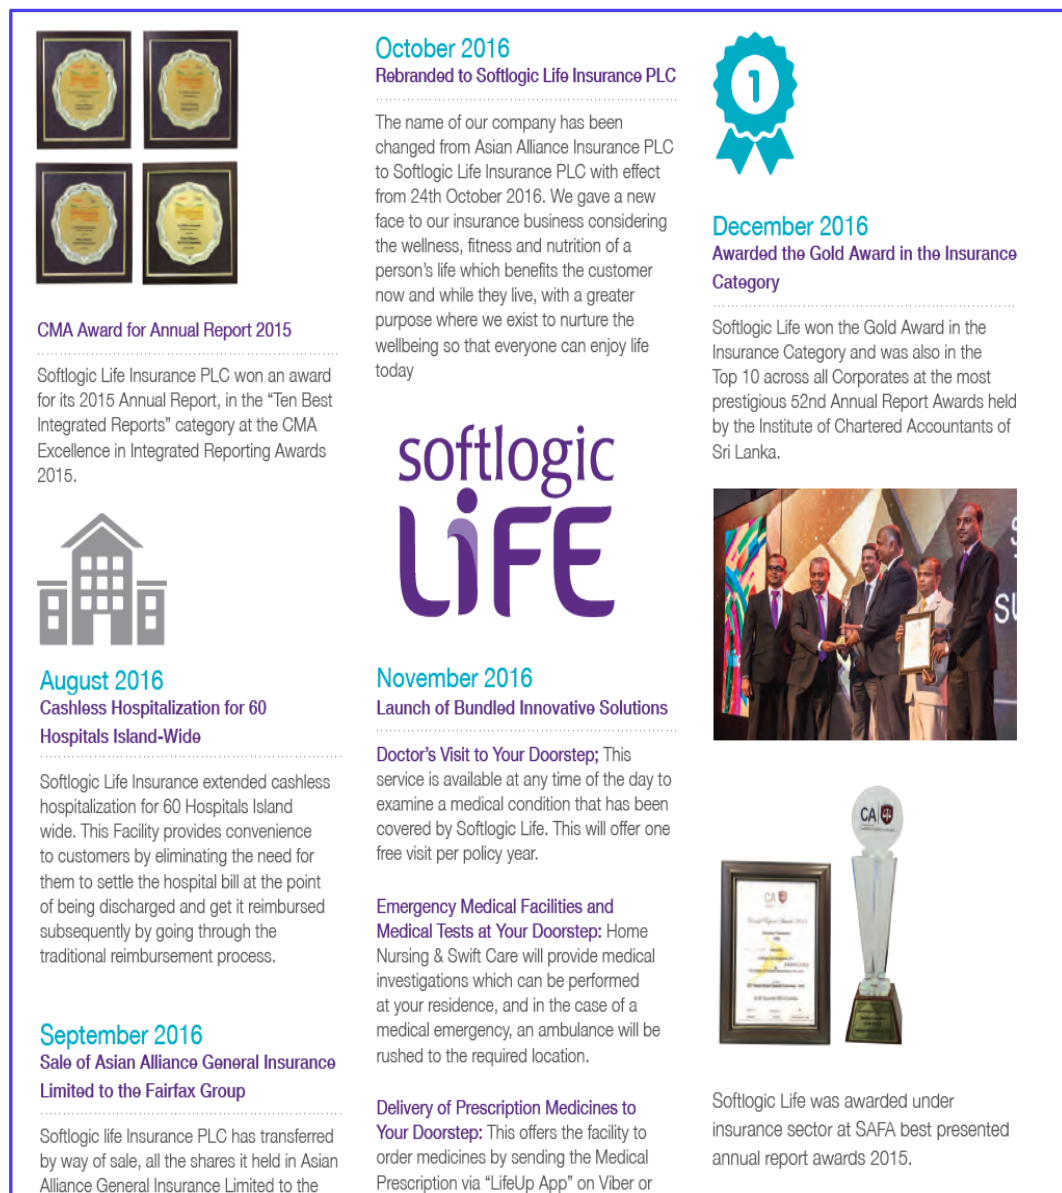 CMA Award for Annual Report 2015
Softlogic Life Insurance PLC won an award
for its 2015 Annual Report, in the “Ten Best
Integrated Reports” category at the CMA
Excellence in Integrated Reporting Awards
2015.
August 2016
Cashless Hospitalization for 60
Hospitals Island-Wide
Softlogic Life Insurance extended cashless
hospitalization for 60 Hospitals Island
wide. This Facility provides convenience
to customers by eliminating the need for
them to settle the hospital bill at the point
of being discharged and get it reimbursed
subsequently by going through the
traditional reimbursement process.
September 2016
Sale of Asian Alliance General Insurance
Limited to the Fairfax Group
Softlogic life Insurance PLC has transferred
by way of sale, all the shares it held in Asian
Alliance General Insurance Limited to the
October 2016
Rebranded to Softlogic Life Insurance PLC
The name of our company has been
changed from Asian Alliance Insurance PLC
to Softlogic Life Insurance PLC with effect
from 24th October 2016. We gave a new
face to our insurance business considering
the wellness, fitness and nutrition of a
person’s life which benefits the customer
now and while they live, with a greater
purpose where we exist to nurture the
wellbeing so that everyone can enjoy life
today
softlogic
LiFE
November 2016
Launch of Bundled Innovative Solutions
Doctor’s Visit to Your Doorstep; This
service is available at any time of the day to
examine a medical condition that has been
covered by Softlogic Life. This will offer one
free visit per policy year.
Emergency Medical Facilities and
Medical Tests at Your Doorstep: Home
Nursing & Swift Care will provide medical
investigations which can be performed
at your residence, and in the case of a
medical emergency, an ambulance will be
rushed to the required location.
Delivery of Prescription Medicines to
Your Doorstep: This offers the facility to
order medicines by sending the Medical
Prescription via “LifeUp App” on Viber or
1
December 2016
Awarded the Gold Award in the Insurance
Category
Softlogic Life won the Gold Award in the
Insurance Category and was also in the
Top 10 across all Corporates at the most
prestigious 52nd Annual Report Awards held
by the Institute of Chartered Accountants of
Sri Lanka.
CA
CA
Softlogic Life was awarded under
insurance sector at SAFA best presented
annual report awards 2015.